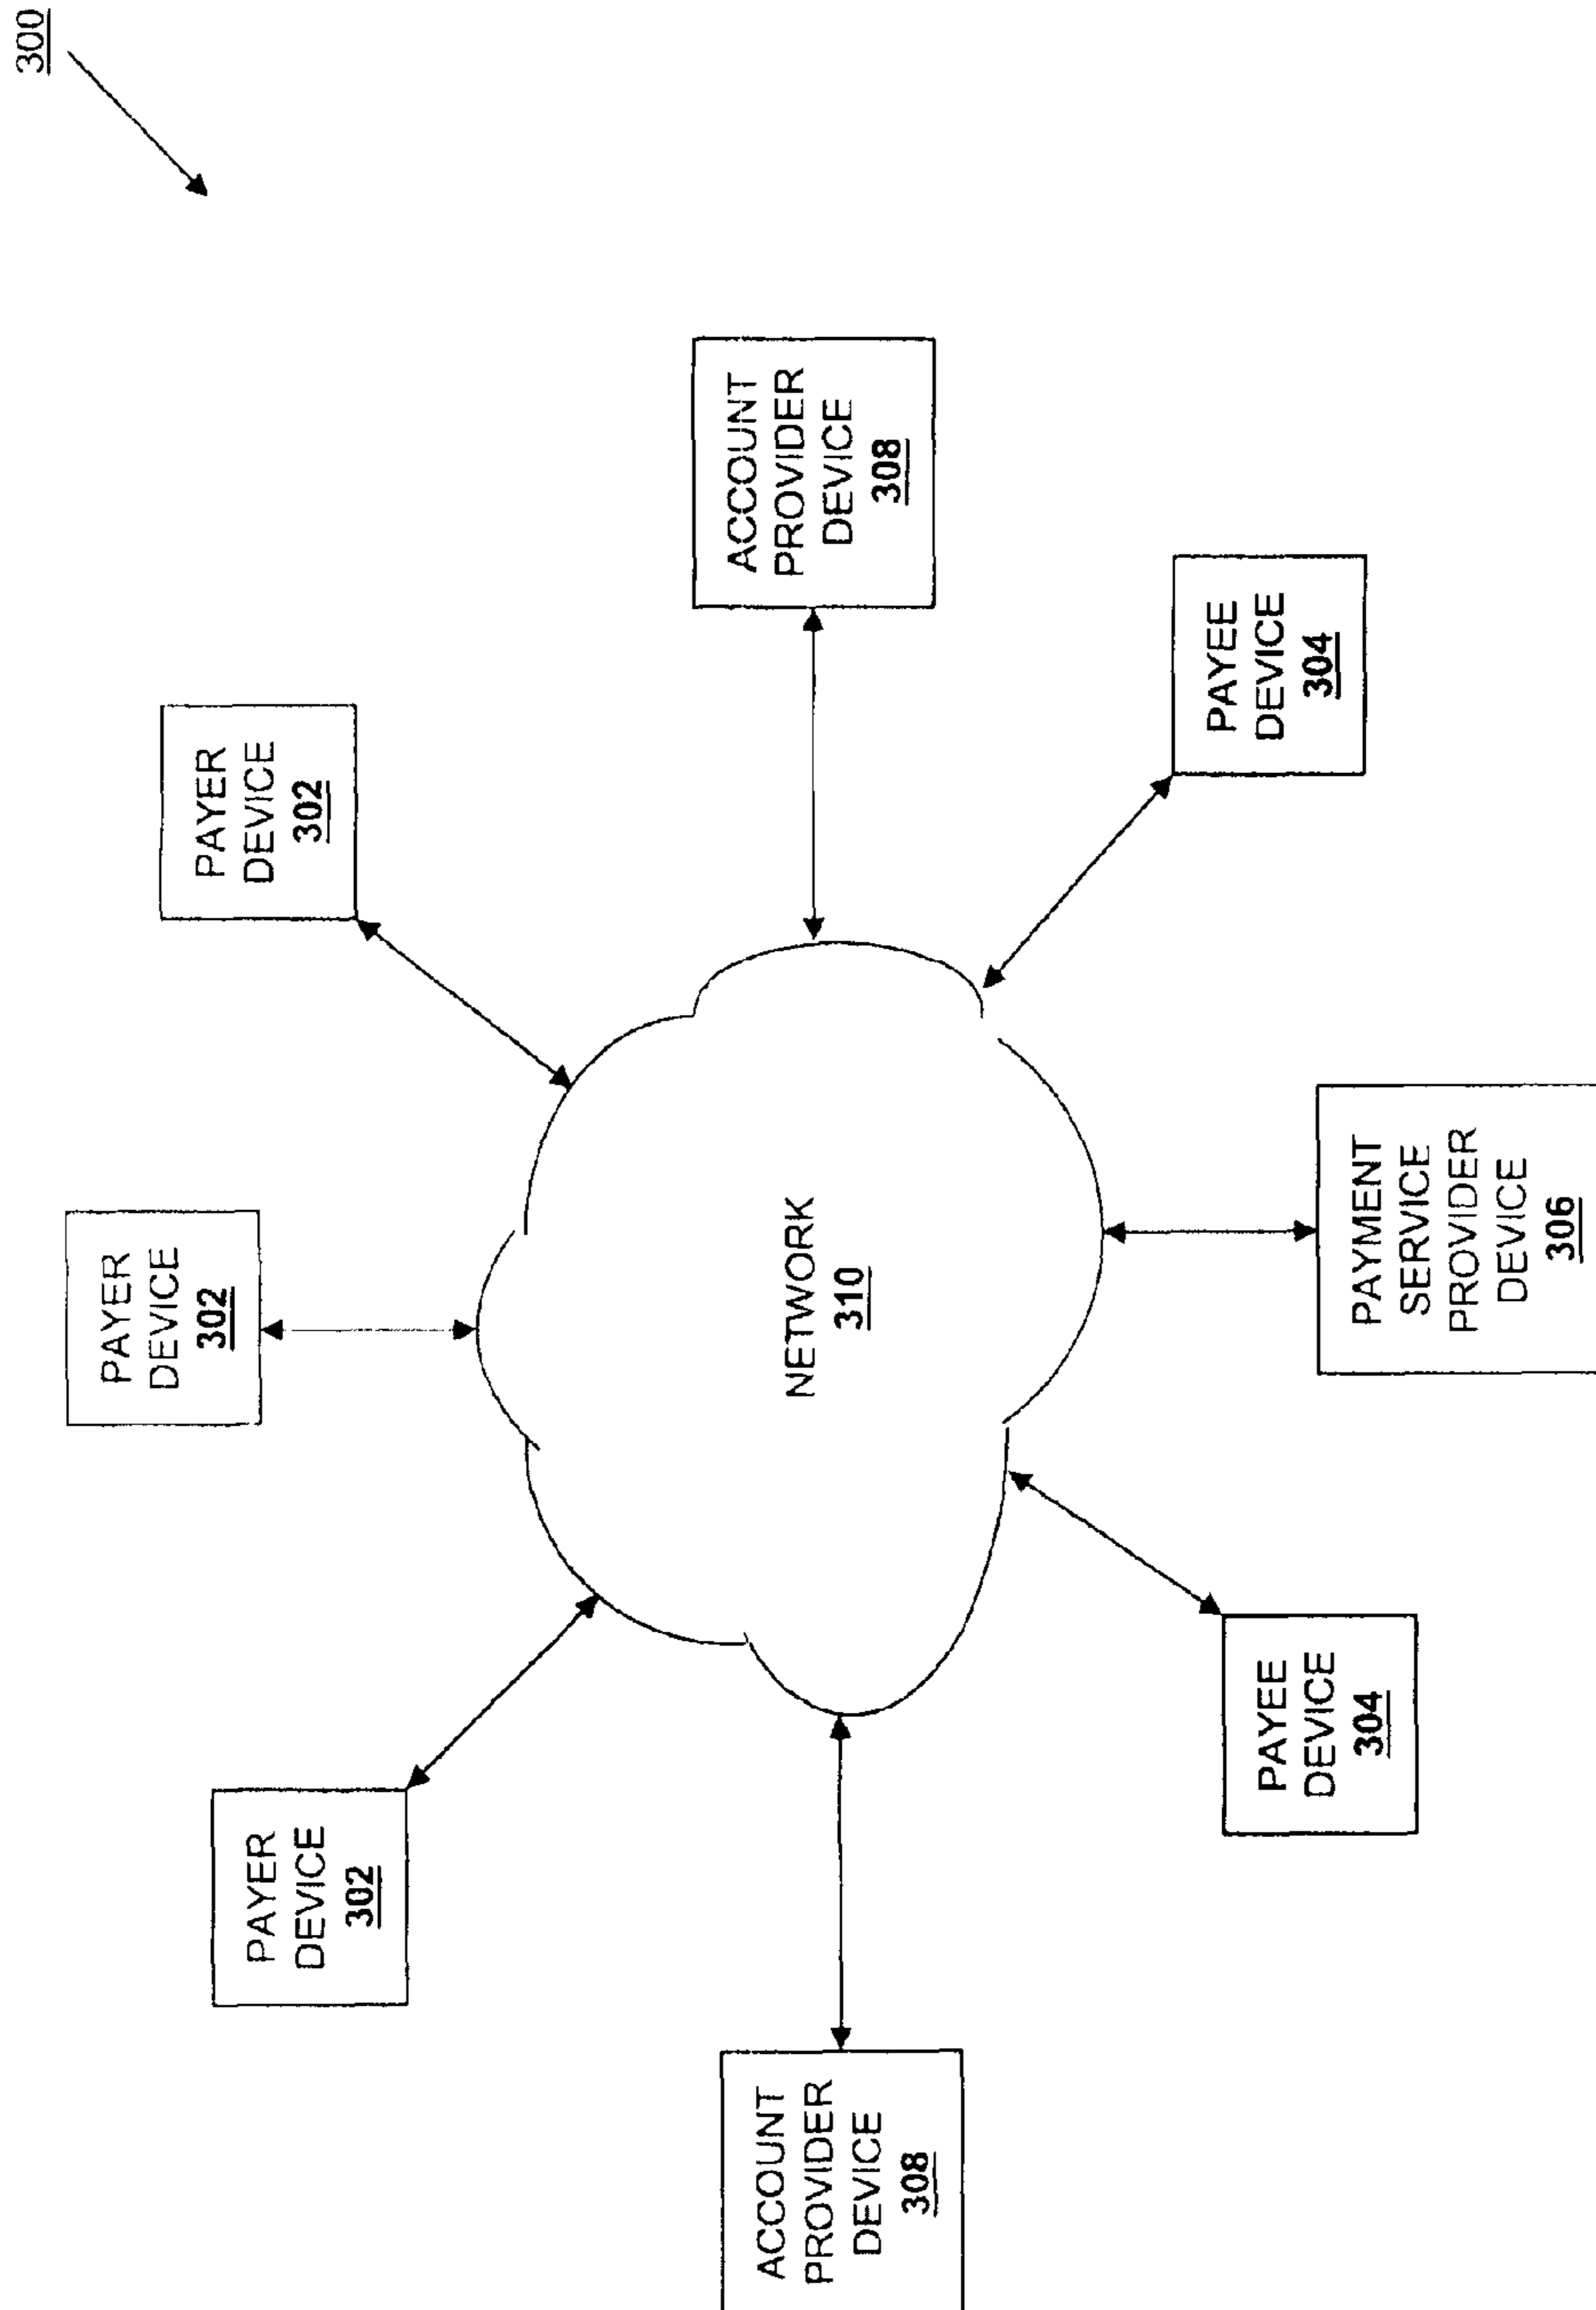 300
PAYER
DEVICE
302
PAYER
DEVICE
302
PAYER
DEVICE
302
ACCOUNT
PROVIDER
DEVICE
308
NETWORK
310
ACCOUNT
PROVIDER
DEVICE
308
PAYEE
DEVICE
304
PAYMENT
SERVICE
PROVIDER
DEVICE
306
PAYEE
DEVICE
304